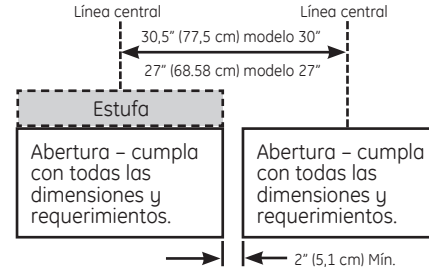 Línea central
Línea central
30,5” (77,5 cm) modelo 30”
27” (68.58 cm) modelo 27”
Estufa
Abertura – cumpla
con todas las
dimensiones y
requerimientos.
Abertura – cumpla
con todas las
dimensiones y
requerimientos.
2” (5,1 cm) Mín.